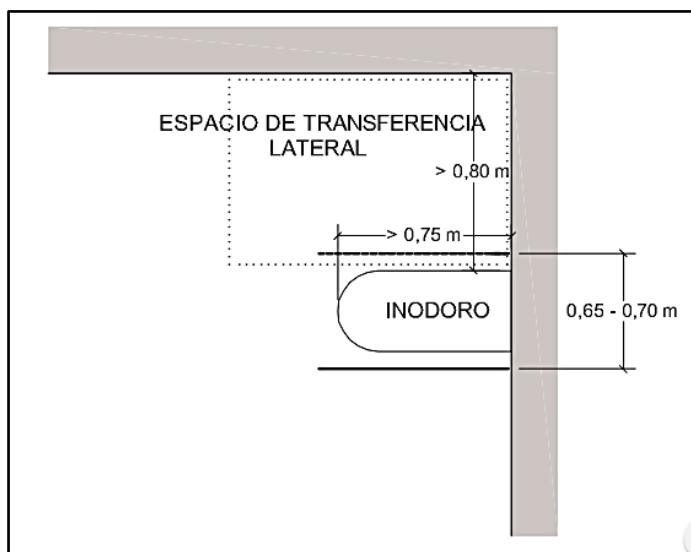 ESPACIO DE TRANSFERENCIA
LATERAL
> 0,80 m
> 0,75 m
INODORO
0,65 - 0,70 m